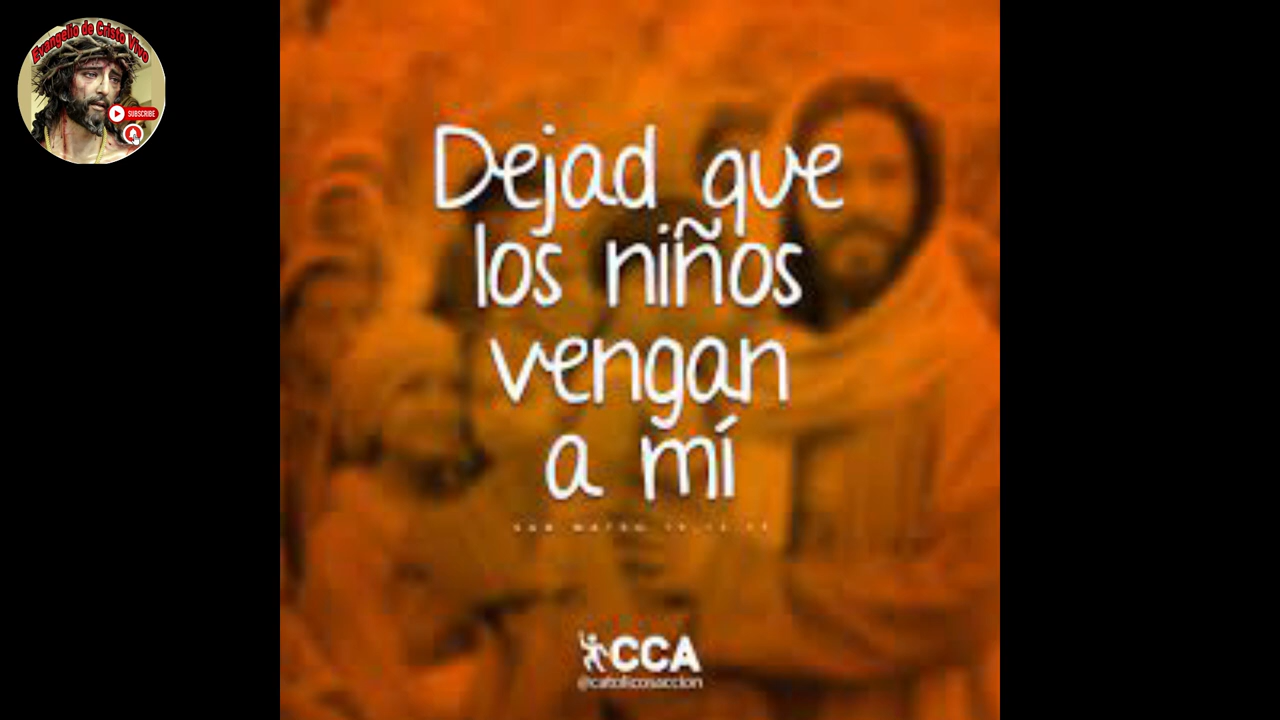 Evangelio de Cristo Vivo
SUBSCRIBE
Dejad que
los niños
vengan
a mí
CCA
@catolicosaccion